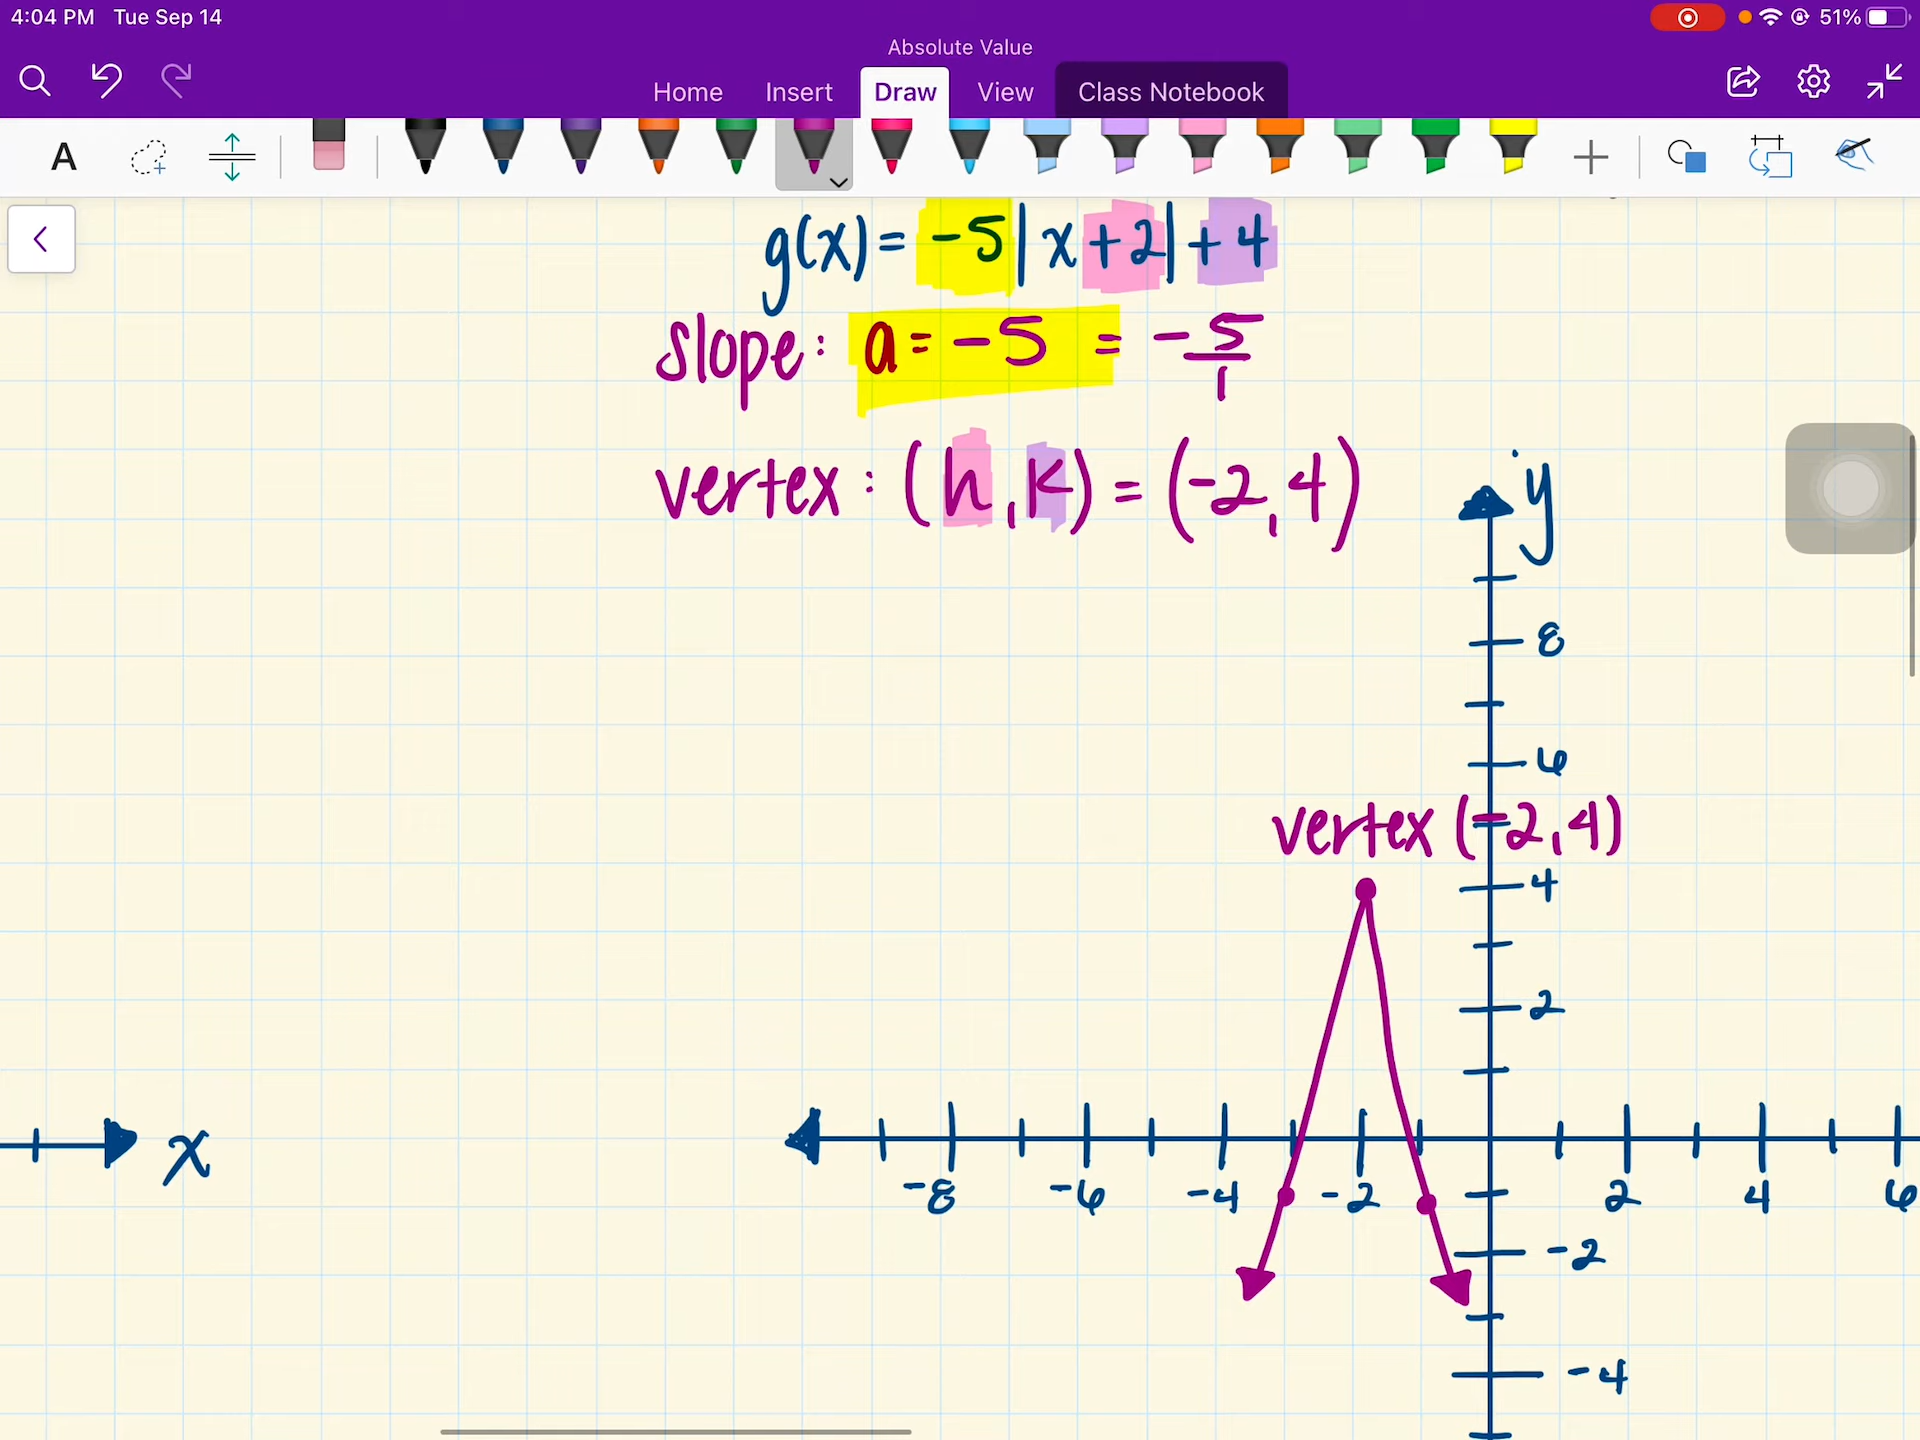 4:04 PM Tue Sep 14
51%
Absolute Value
Home Insert Draw View Class Notebook
A
g(x) = -5|x+2|+4
slope: a = -5 = -5/1
vertex: (h,k) = (-2,4)
y
8
6
vertex (-2,4)
4
2
x
-8 -6 -4 -2 2 4 6
-2
-4